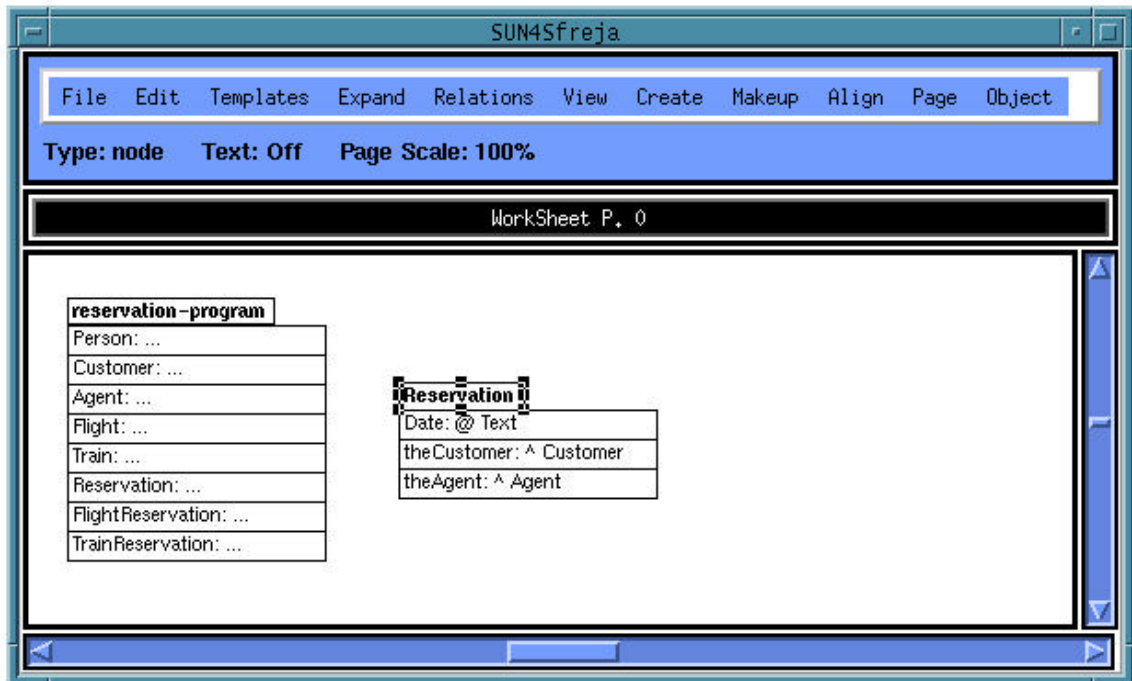 SUN4Sfreja
File Edit Templates Expand Relations View Create Makeup Align Page Object
Type: node Text: Off Page Scale: 100%
WorkSheet P. 0
reservation-program
Person: ...
Customer: ...
Agent: ...
Flight: ...
Train: ...
Reservation: ...
FlightReservation: ...
TrainReservation: ...
Reservation
Date: @ Text
theCustomer: ^ Customer
theAgent: ^ Agent